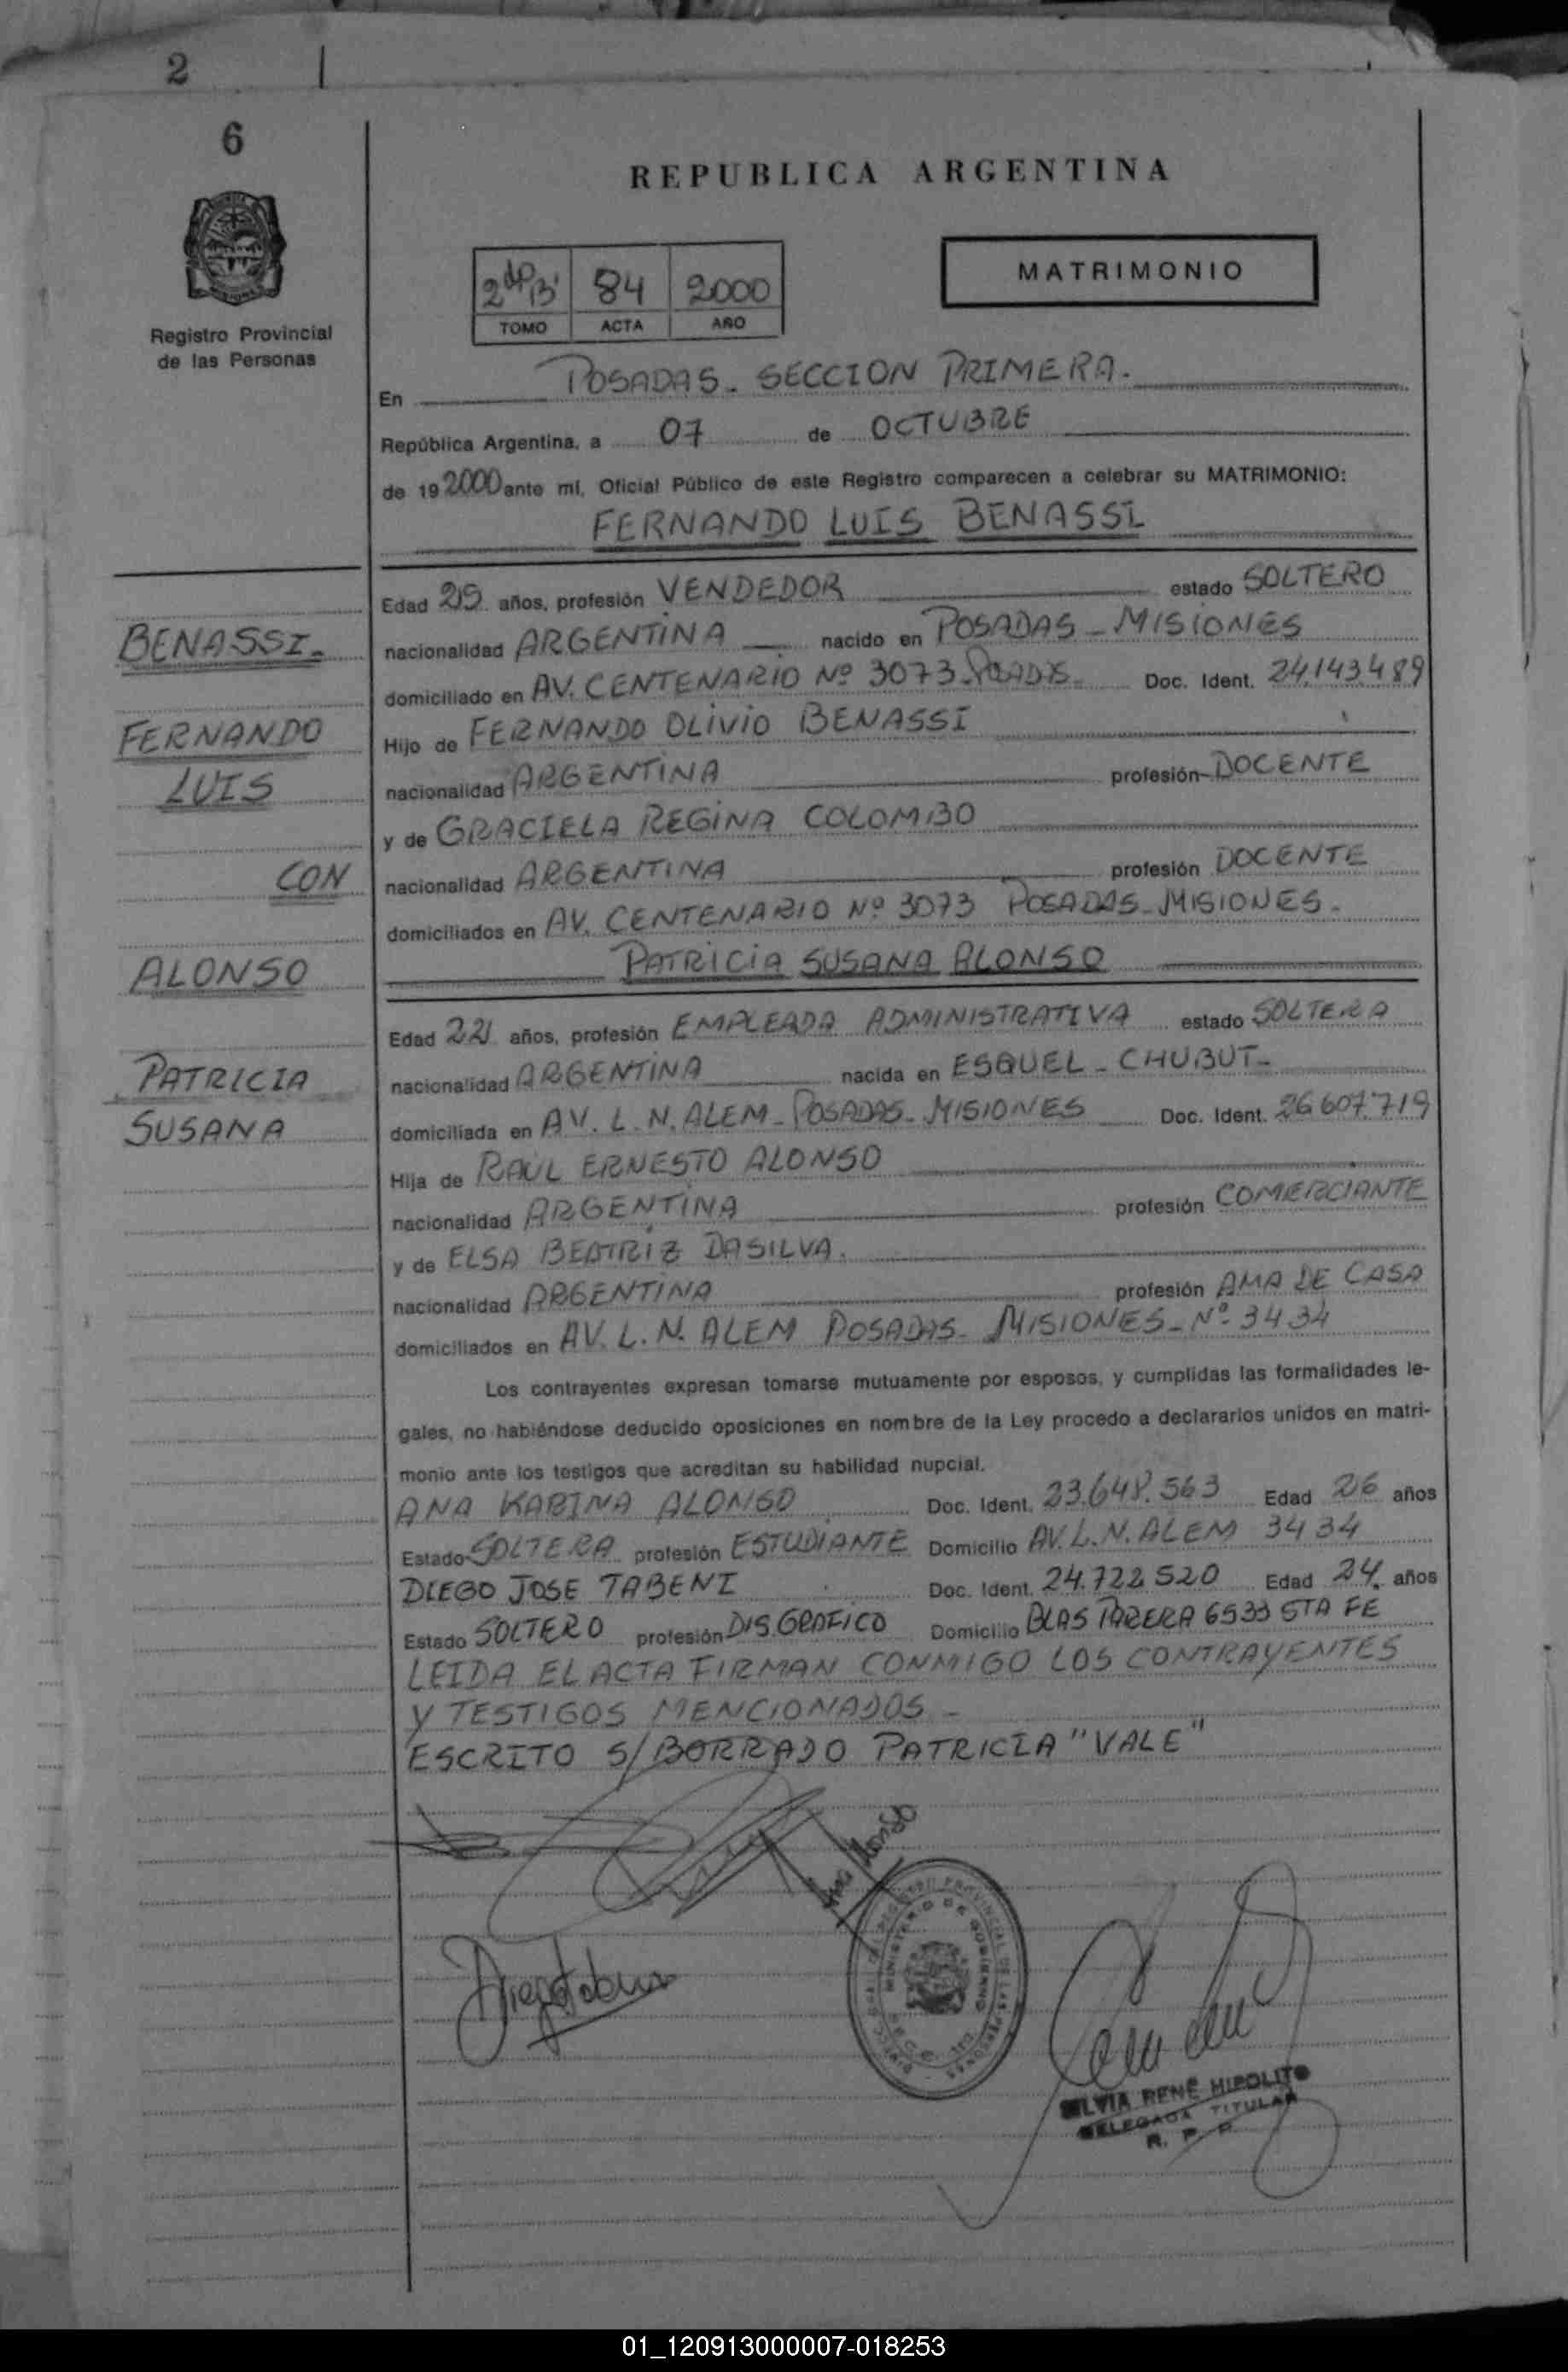 2
6
REPUBLICA ARGENTINA
MATRIMONIO
84 2000
TOMO ACTA AÑO
Registro Provincial
de las Personas
En POSADAS - SECCION PRIMERA.
República Argentina, a 07 de OCTUBRE
de 19 2000 ante mí, Oficial Público de este Registro comparecen a celebrar su MATRIMONIO:
FERNANDO LUIS BENASSI
BENASSI.
FERNANDO
LUIS
CON
ALONSO
PATRICIA
SUSANA
Edad años, profesión VENDEDOR estado SOLTERO
nacionalidad ARGENTINA nacido en POSADAS - MISIONES
domiciliado en AV. CENTENARIO Nº 3073 - POSADAS - Doc. Ident. 24.143.489
Hijo de FERNANDO OLIVIO BENASSI
nacionalidad ARGENTINA profesión DOCENTE
y de GRACIELA REGINA COLOMBO
nacionalidad ARGENTINA profesión DOCENTE
domiciliados en AV. CENTENARIO Nº 3073 POSADAS - MISIONES -
PATRICIA SUSANA ALONSO
Edad 22 años, profesión EMPLEADA ADMINISTRATIVA estado SOLTERA
nacionalidad ARGENTINA nacida en ESQUEL - CHUBUT -
domiciliada en AV. L. N. ALEM - POSADAS - MISIONES Doc. Ident. 26.607.719
Hija de RAUL ERNESTO ALONSO
nacionalidad ARGENTINA profesión COMERCIANTE
y de ELSA BEATRIZ DASILVA.
nacionalidad ARGENTINA profesión AMA DE CASA
domiciliados en AV. L. N. ALEM POSADAS - MISIONES - Nº 3434
Los contrayentes expresan tomarse mutuamente por esposos, y cumplidas las formalidades le-
gales, no habiéndose deducido oposiciones en nombre de la Ley procedo a declararlos unidos en matri-
monio ante los testigos que acreditan su habilidad nupcial.
ANA KARINA ALONSO Doc. Ident. 23.648.563 Edad 26 años
Estado SOLTERA profesión ESTUDIANTE Domicilio AV. L. N. ALEM 3434
DIEGO JOSE TABENI Doc. Ident. 24.722.520 Edad 24 años
Estado SOLTERO profesión DIS. GRAFICO Domicilio BLAS PARERA 6533 STA FE
LEIDA EL ACTA FIRMAN CONMIGO LOS CONTRAYENTES
Y TESTIGOS MENCIONADOS -
ESCRITO S/BORRADO PATRICIA "VALE"
Ana Alonso
SILVIA RENÉ HIPOLITO
DELEGADA TITULAR
R. P. P.
01_120913000007-018253